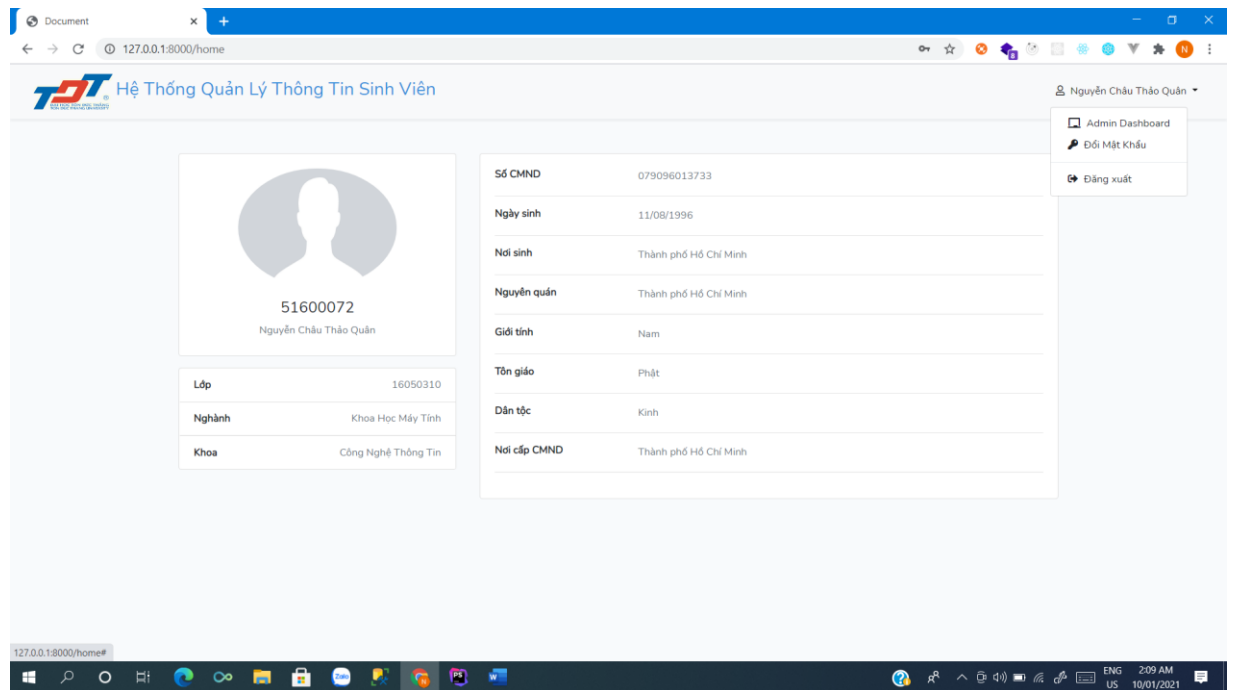 Document
127.0.0.1:8000/home
N
TDT
Hệ Thống Quản Lý Thông Tin Sinh Viên
Nguyễn Châu Thảo Quân
Admin Dashboard
Đổi Mật Khẩu
Đăng xuất
51600072
Nguyễn Châu Thảo Quân
Lớp 16050310
Nghành Khoa Học Máy Tính
Khoa Công Nghệ Thông Tin
Số CMND 079096013733
Ngày sinh 11/08/1996
Nơi sinh Thành phố Hồ Chí Minh
Nguyên quán Thành phố Hồ Chí Minh
Giới tính Nam
Tôn giáo Phật
Dân tộc Kinh
Nơi cấp CMND Thành phố Hồ Chí Minh
127.0.0.1:8000/home#
Zalo
PS
W
ENG
US
2:09 AM
10/01/2021